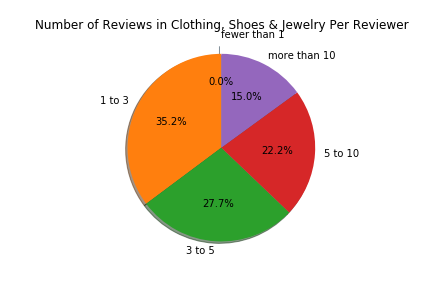 Number of Reviews in Clothing, Shoes & Jewelry Per Reviewer
fewer than 1
more than 10
0.0%
15.0%
1 to 3
35.2%
22.2%
5 to 10
27.7%
3 to 5